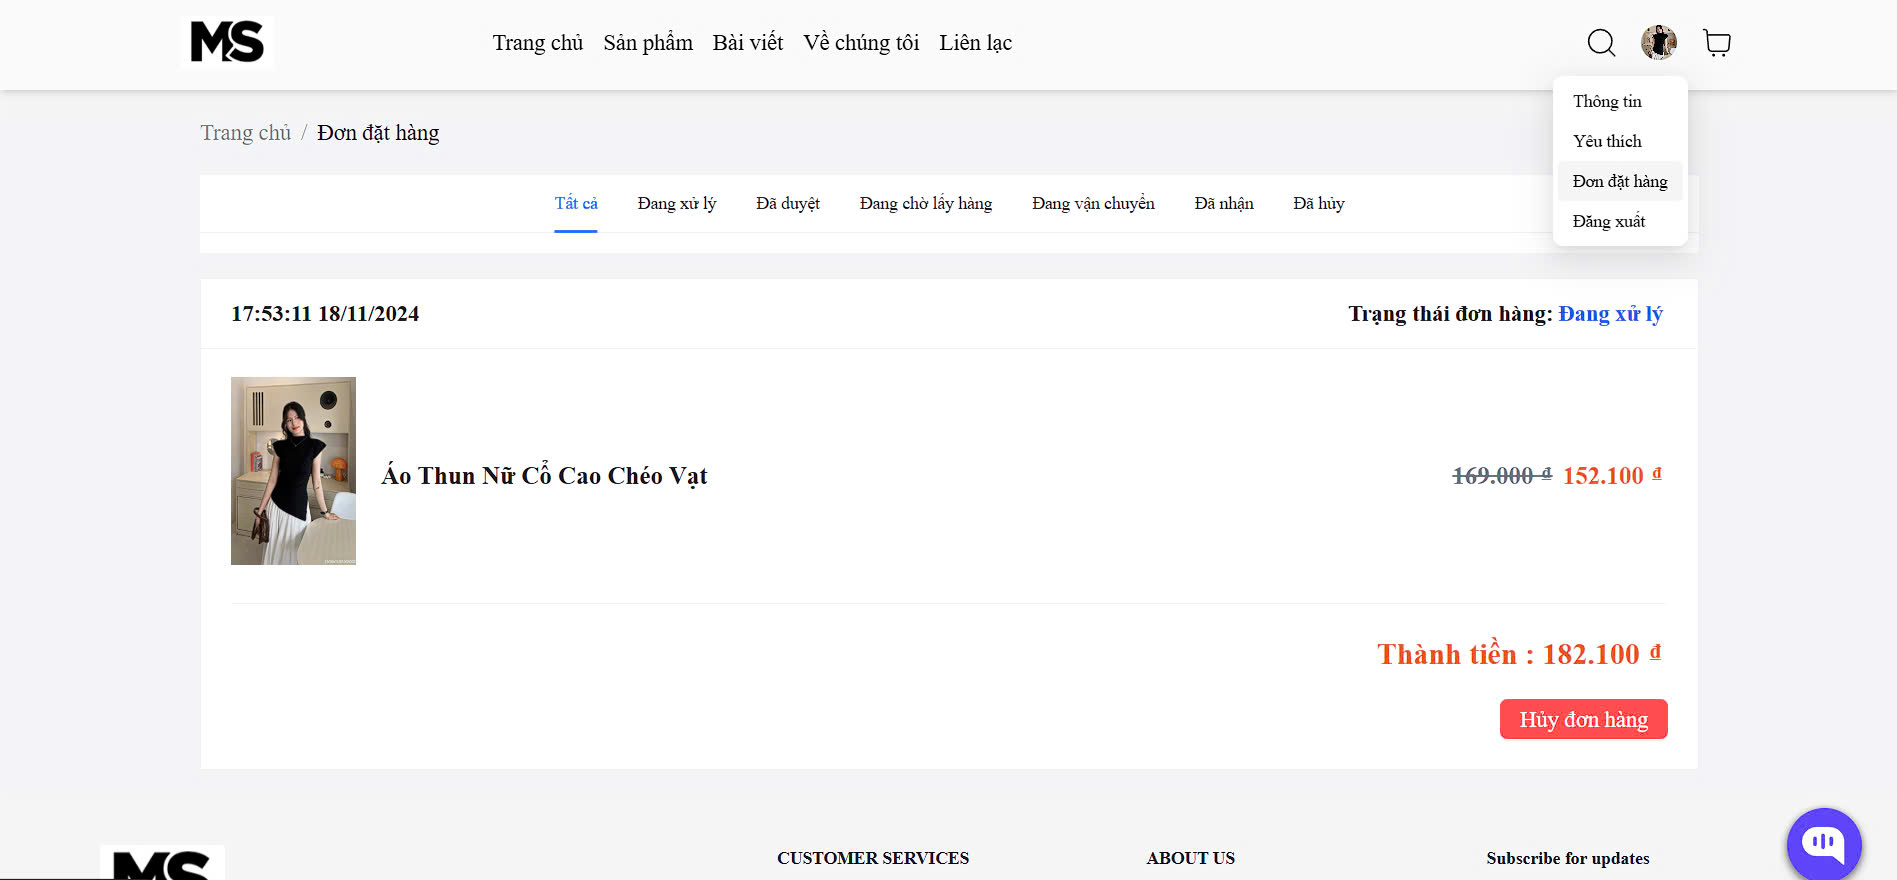 MS
Trang chủ Sản phẩm Bài viết Về chúng tôi Liên lạc
Thông tin
Yêu thích
Đơn đặt hàng
Đăng xuất
Trang chủ / Đơn đặt hàng
Tất cả Đang xử lý Đã duyệt Đang chờ lấy hàng Đang vận chuyển Đã nhận Đã hủy
17:53:11 18/11/2024 Trạng thái đơn hàng: Đang xử lý
Áo Thun Nữ Cổ Cao Chéo Vạt 169.000 ₫ 152.100 ₫
Thành tiền : 182.100 ₫
Hủy đơn hàng
MS
CUSTOMER SERVICES ABOUT US Subscribe for updates